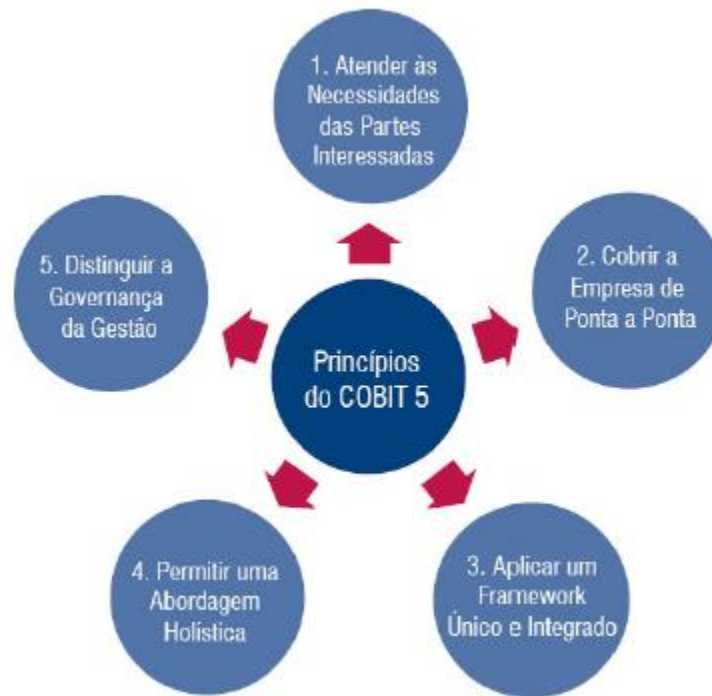 1. Atender às
Necessidades
das Partes
Interessadas
5. Distinguir a
Governança
da Gestão
2. Cobrir a
Empresa de
Ponta a Ponta
Princípios
do COBIT 5
4. Permitir uma
Abordagem
Holística
3. Aplicar um
Framework
Único e Integrado